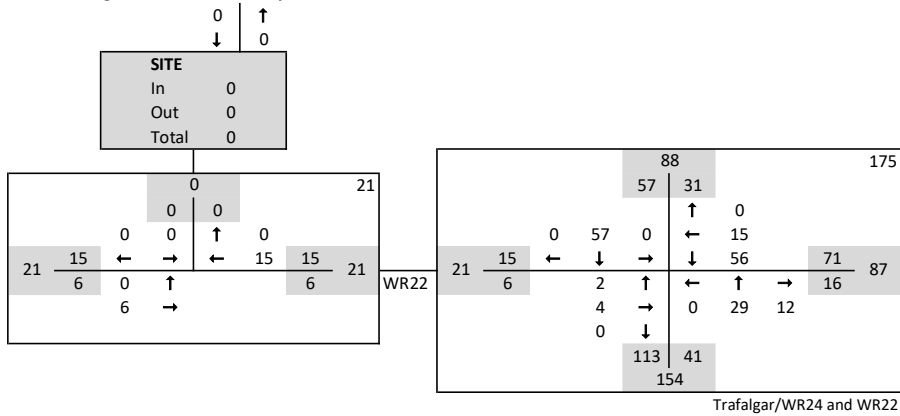 0 ↑
↓ 0
SITE
In 0
Out 0
Total 0
0 21
0 0
0 0 ↑ 0
21 15 ← → ← 15 15 21
6 0 ↑ 6
6 →
WR22
88 175
57 31
↑ 0
0 57 0 ← 15
21 15 ← ↓ → ↓ 56 71 87
6 2 ↑ ← ↑ → 16
4 → 0 29 12
0 ↓
113 41
154
Trafalgar/WR24 and WR22